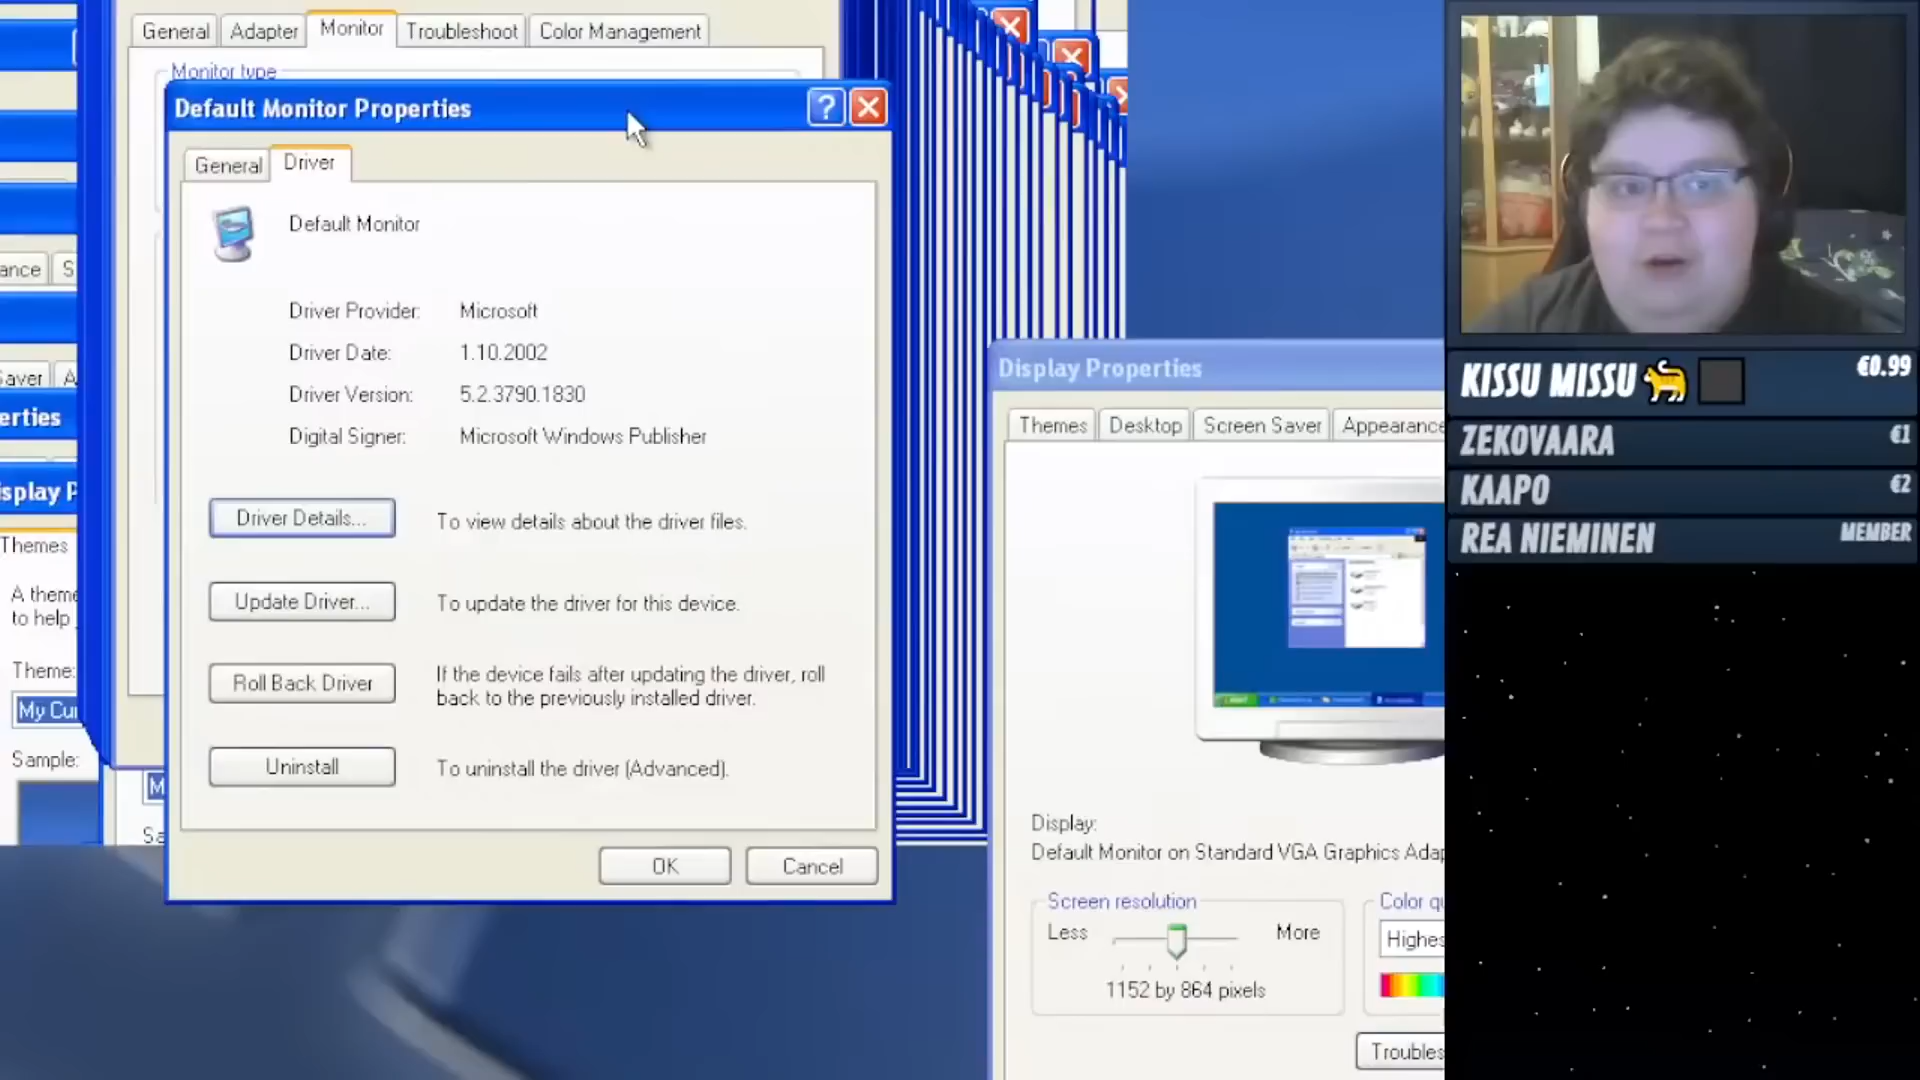 General
Adapter
Monitor
Troubleshoot
Color Management
Monitor type
Default Monitor Properties
General
Driver
Default Monitor
Driver Provider: Microsoft
Driver Date: 1.10.2002
Driver Version: 5.2.3790.1830
Digital Signer: Microsoft Windows Publisher
Driver Details...
To view details about the driver files.
Update Driver...
To update the driver for this device.
Roll Back Driver
If the device fails after updating the driver, roll
back to the previously installed driver.
Uninstall
To uninstall the driver (Advanced).
OK
Cancel
ance
S
Saver
A
erties
isplay P
Themes
A theme
to help
Theme:
My Cur
Sample:
M
Sa
Display Properties
Themes
Desktop
Screen Saver
Appearance
Display:
Default Monitor on Standard VGA Graphics Adap
Screen resolution
Less
More
1152 by 864 pixels
Color qu
Highes
Troubles
KISSU MISSU €0.99
ZEKOVAARA €1
KAAPO €2
REA NIEMINEN MEMBER